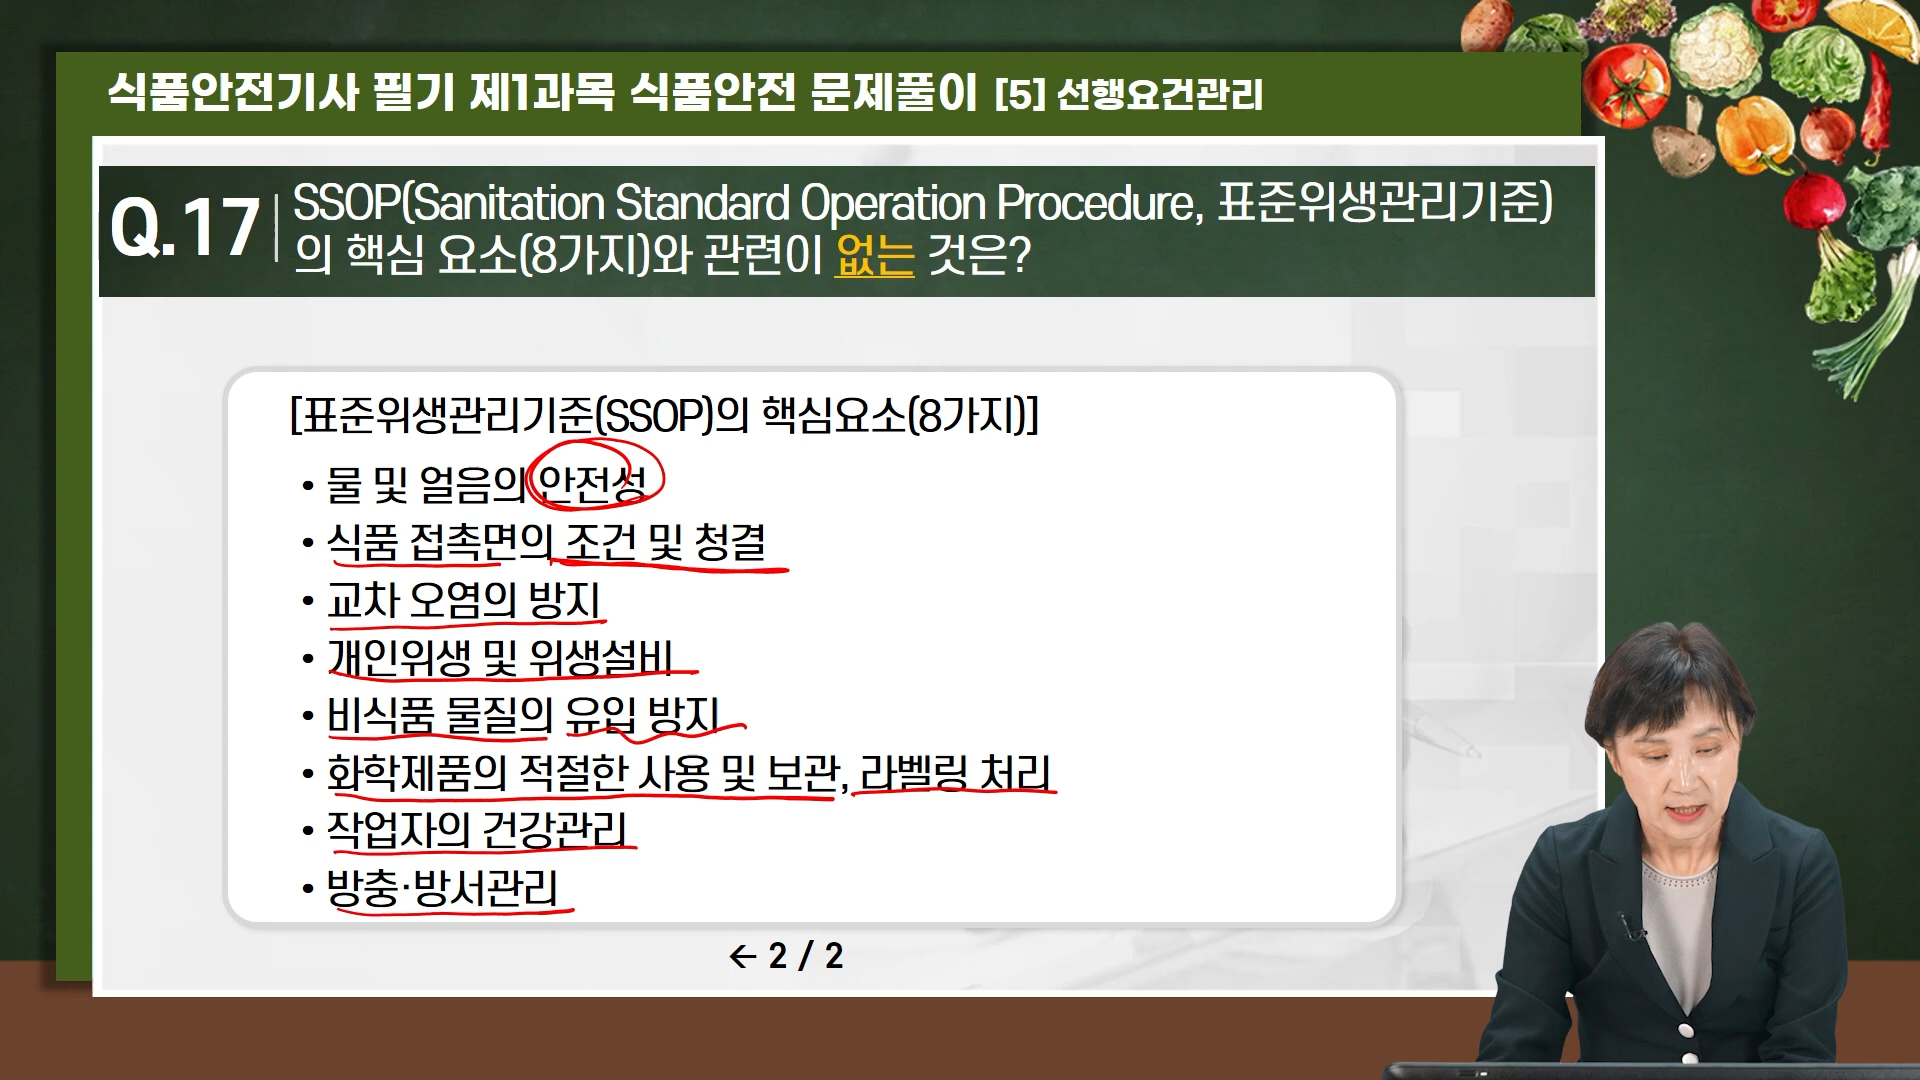 식품안전기사 필기 제1과목 식품안전 문제풀이 [5] 선행요건관리
Q.17
SSOP(Sanitation Standard Operation Procedure, 표준위생관리기준)
의 핵심 요소(8가지)와 관련이 없는 것은?
[표준위생관리기준(SSOP)의 핵심요소(8가지)]
• 물 및 얼음의 안전성
• 식품 접촉면의 조건 및 청결
• 교차 오염의 방지
• 개인위생 및 위생설비
• 비식품 물질의 유입 방지
• 화학제품의 적절한 사용 및 보관, 라벨링 처리
• 작업자의 건강관리
• 방충·방서관리
← 2 / 2